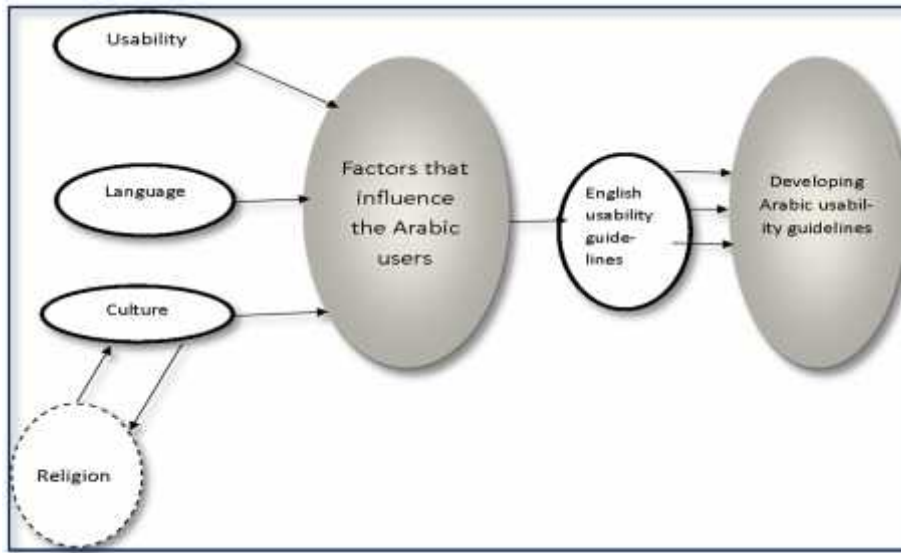 Usability
Language
Culture
Religion
Factors that
influence
the Arabic
users
English
usability
guide-
lines
Developing
Arabic usabil-
ity guidelines